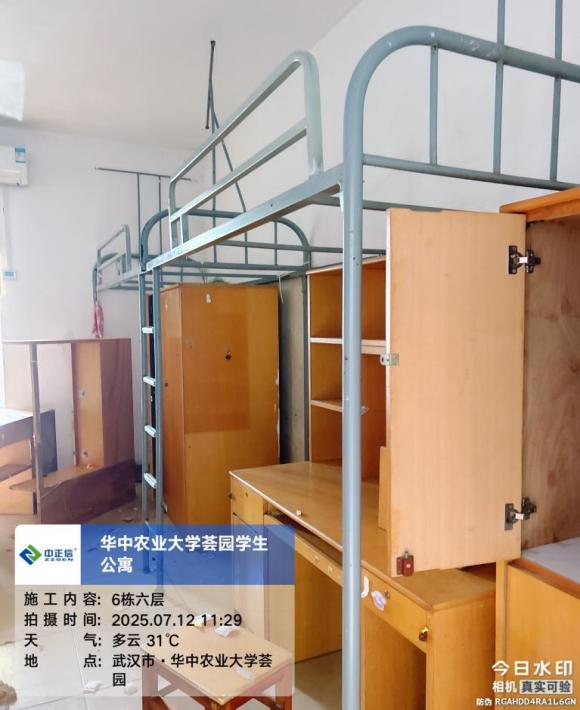 中正信®
华中农业大学荟园学生
公寓
施工内容: 6栋六层
拍摄时间: 2025.07.12 11:29
天气: 多云 31℃
地点: 武汉市·华中农业大学荟
园
今日水印
相机 真实可验
防伪 RGAHDD4RA1L6GN